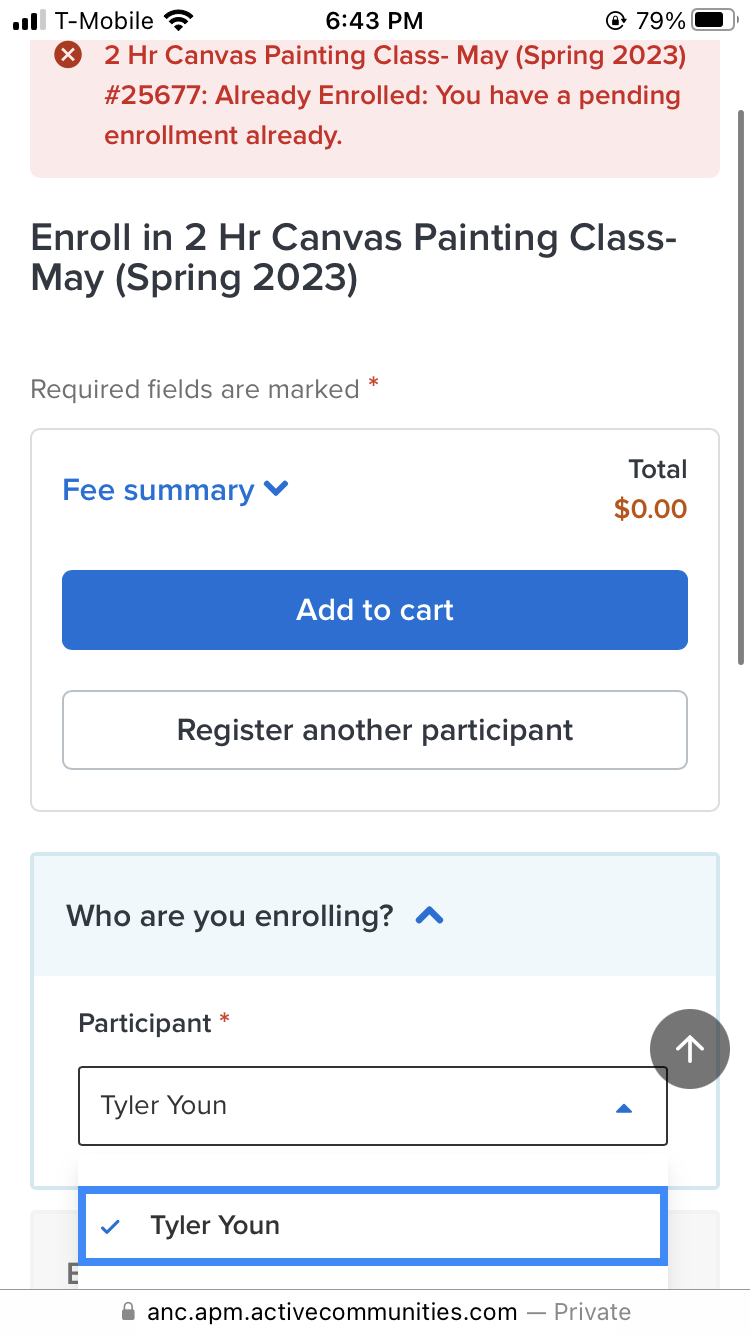 T-Mobile 6:43 PM 79%
2 Hr Canvas Painting Class- May (Spring 2023)
#25677: Already Enrolled: You have a pending
enrollment already.
Enroll in 2 Hr Canvas Painting Class-
May (Spring 2023)
Required fields are marked *
Total
Fee summary
$0.00
Add to cart
Register another participant
Who are you enrolling?
Participant *
Tyler Youn
Tyler Youn
anc.apm.activecommunities.com — Private